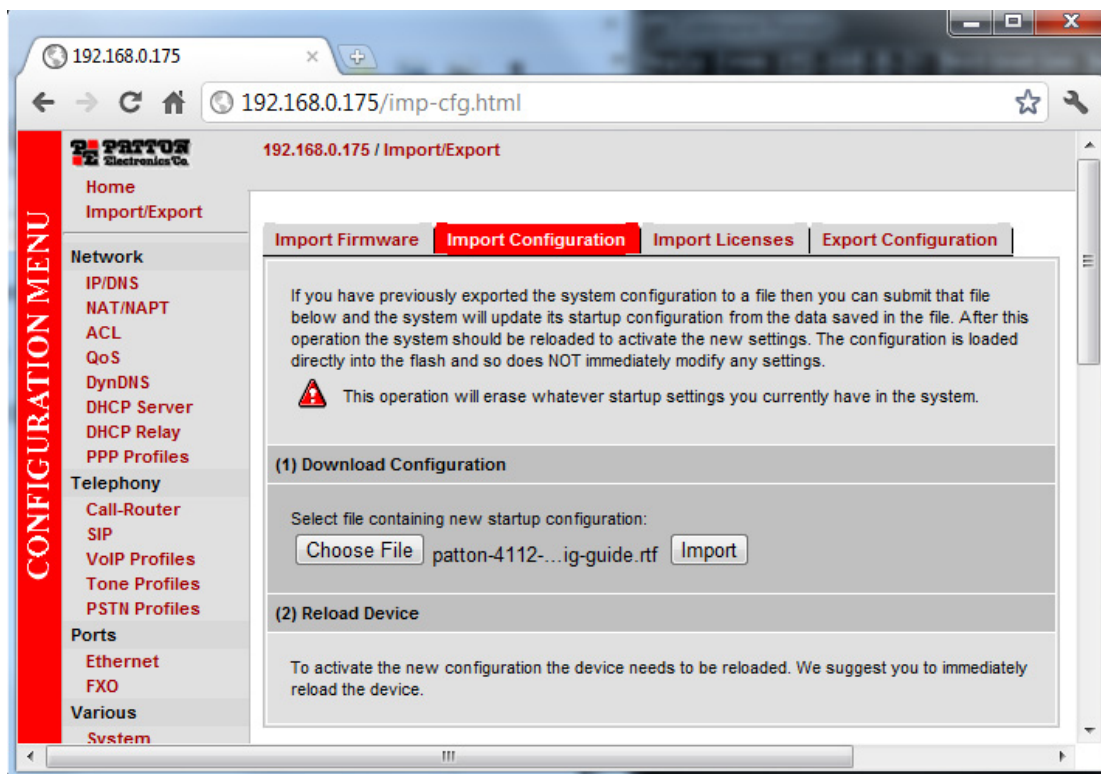 192.168.0.175
192.168.0.175/imp-cfg.html
CONFIGURATION MENU
PATTON
Electronics Co.
Home
Import/Export
Network
IP/DNS
NAT/NAPT
ACL
QoS
DynDNS
DHCP Server
DHCP Relay
PPP Profiles
Telephony
Call-Router
SIP
VoIP Profiles
Tone Profiles
PSTN Profiles
Ports
Ethernet
FXO
Various
System
192.168.0.175 / Import/Export
Import Firmware Import Configuration Import Licenses Export Configuration
If you have previously exported the system configuration to a file then you can submit that file
below and the system will update its startup configuration from the data saved in the file. After this
operation the system should be reloaded to activate the new settings. The configuration is loaded
directly into the flash and so does NOT immediately modify any settings.
This operation will erase whatever startup settings you currently have in the system.
(1) Download Configuration
Select file containing new startup configuration:
Choose File patton-4112-...ig-guide.rtf Import
(2) Reload Device
To activate the new configuration the device needs to be reloaded. We suggest you to immediately
reload the device.